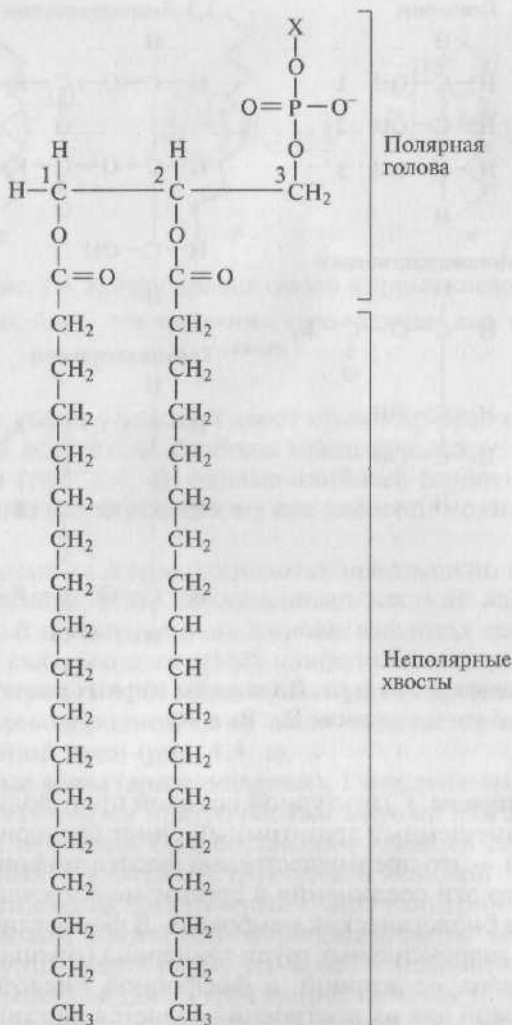 X
O
O=P—O⁻
O
Полярная
голова
H H
1 2 3
H—C—C—CH₂
O O
C=O C=O
CH₂ CH₂
CH₂ CH₂
CH₂ CH₂
CH₂ CH₂
CH₂ CH₂
CH₂ CH₂
CH₂ CH₂
CH₂ CH
CH₂ CH
Неполярные
хвосты
CH₂ CH₂
CH₂ CH₂
CH₂ CH₂
CH₂ CH₂
CH₂ CH₂
CH₂ CH₂
CH₂ CH₂
CH₃ CH₃